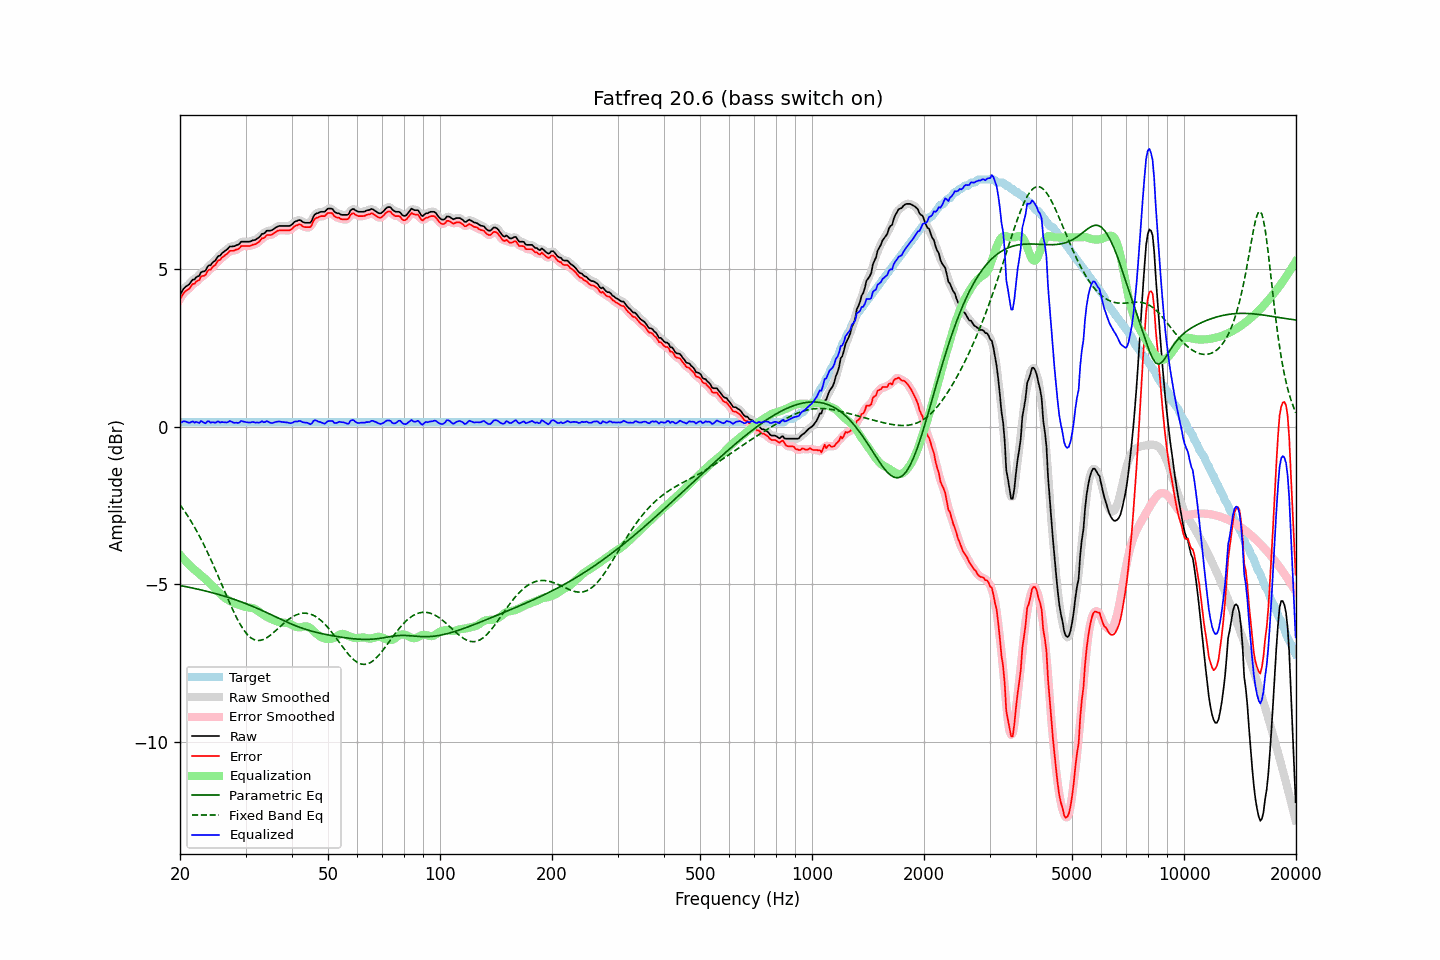 Fatfreq 20.6 (bass switch on)
Amplitude (dBr)
5
0
−5
−10
Target
Raw Smoothed
Error Smoothed
Raw
Error
Equalization
Parametric Eq
Fixed Band Eq
Equalized
20 50 100 200 500 1000 2000 5000 10000 20000
Frequency (Hz)